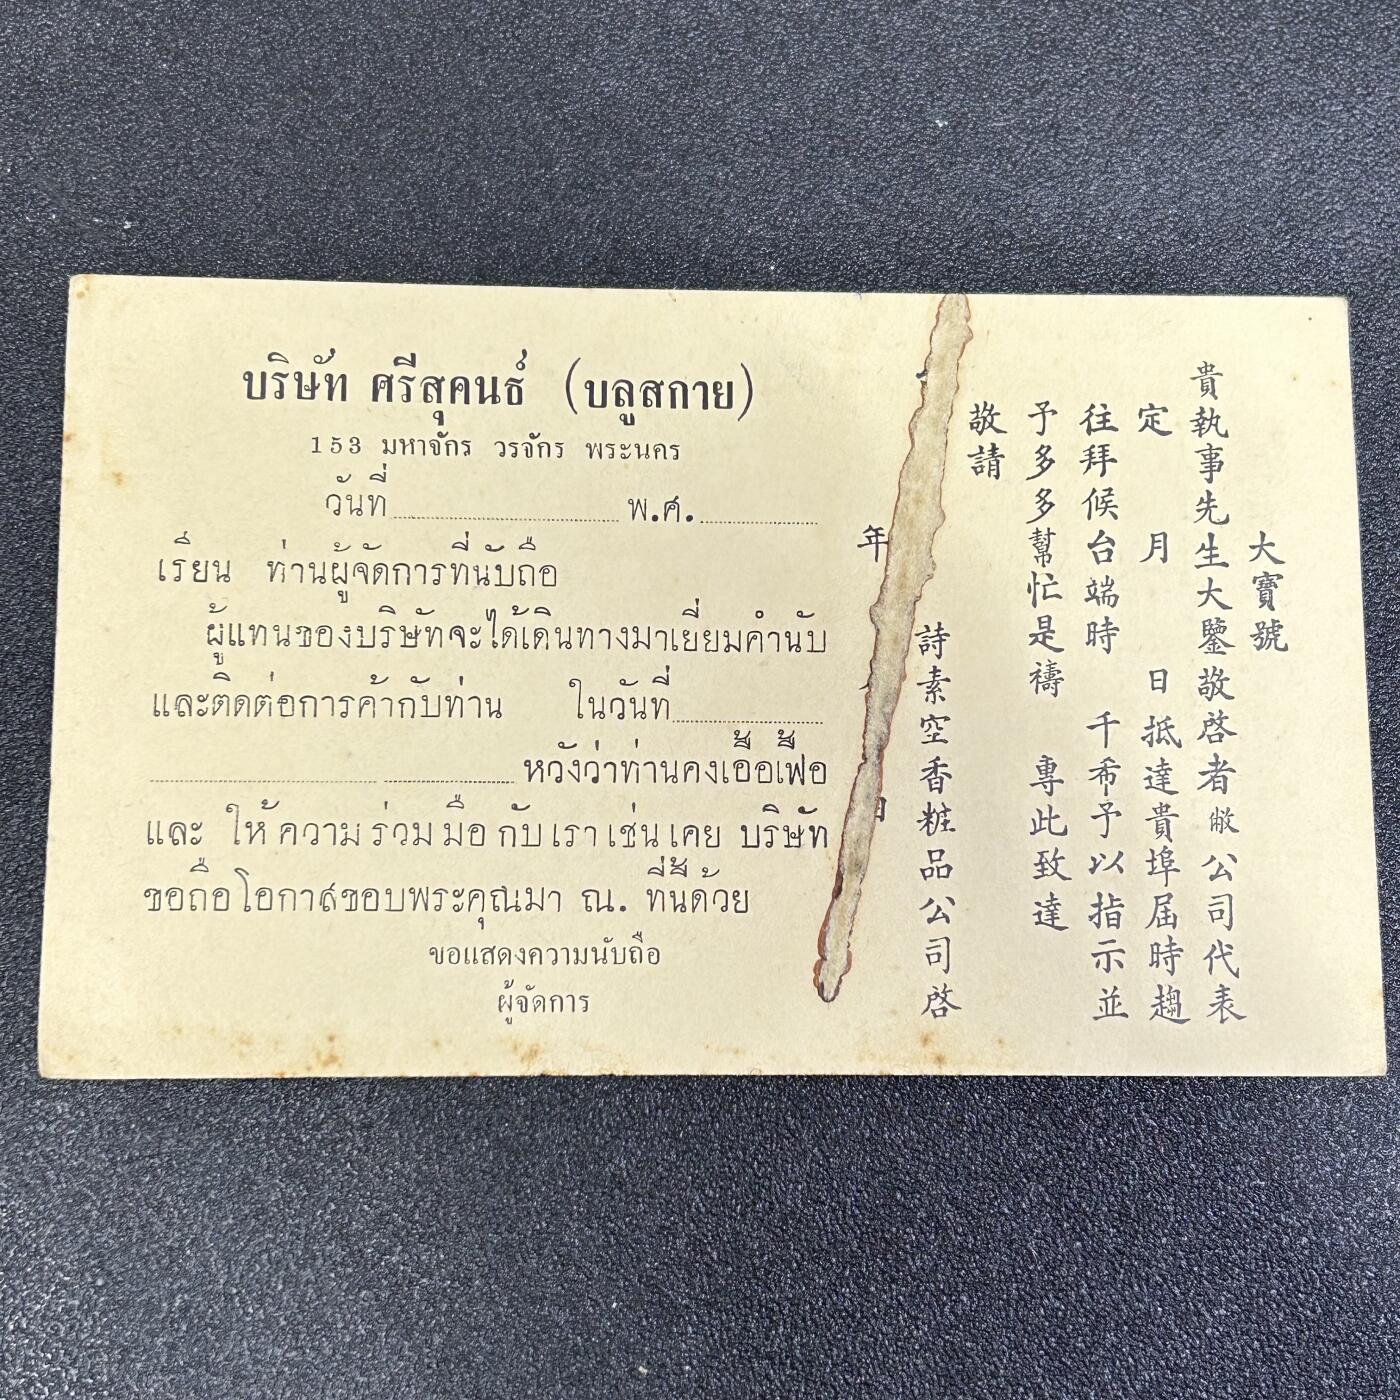 บริษัท ศรีสุคนธ์ (บลูสกาย)
153 มหาจักร วรจักร พระนคร
วันที่ พ.ศ.
เรียน ท่านผู้จัดการที่นับถือ
ผู้แทนของบริษัทจะได้เดินทางมาเยี่ยมคำนับ
และติดต่อการค้ากับท่าน ในวันที่
หวังว่าท่านคงเอื้อเฟื้อ
และ ให้ความร่วมมือกับเราเช่นเคย บริษัท
ขอถือโอกาสขอบพระคุณมา ณ. ที่นี้ด้วย
ขอแสดงความนับถือ
ผู้จัดการ
大寶號
貴執事先生大鑒敬啓者敝公司代表
定 月 日抵達貴埠屆時趨
往拜候台端時 千希予以指示並
予多多幫忙是禱 專此致達
敬請
詩素空香粧品公司啓
年